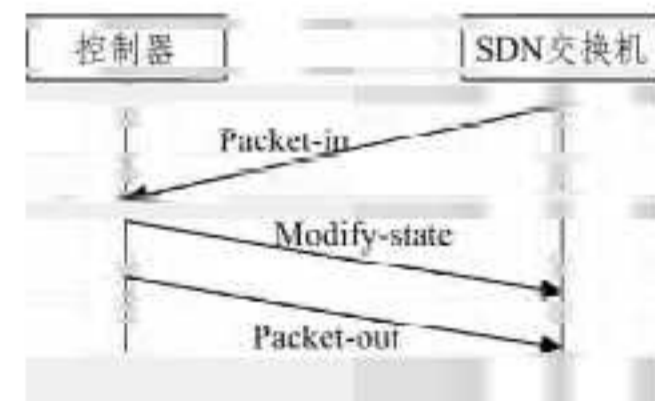 控制器
SDN交换机
Packet-in
Modify-state
Packet-out